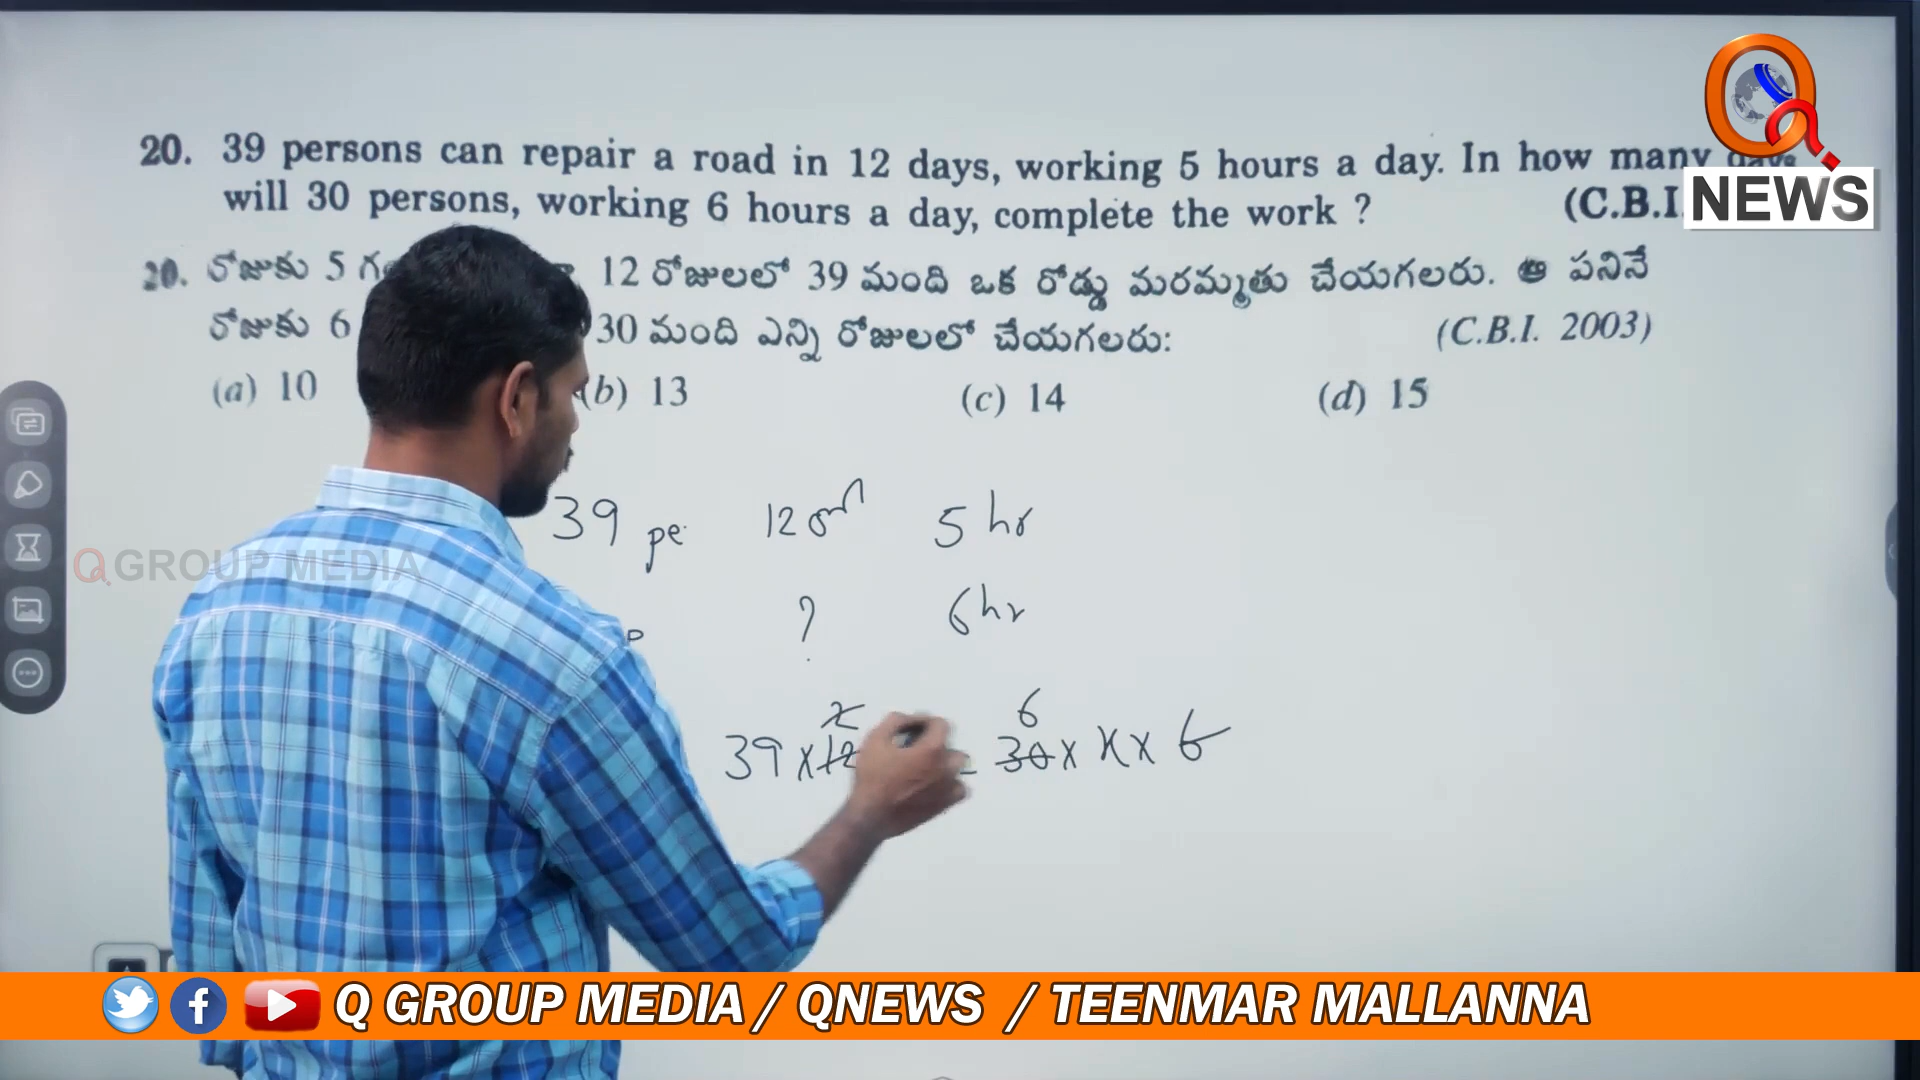 20. 39 persons can repair a road in 12 days, working 5 hours a day. In how many
will 30 persons, working 6 hours a day, complete the work ? (C.B.I.
20. రోజుకు 5 12 రోజులలో 39 మంది ఒక రోడ్డు మరమ్మతు చేయగలరు. ఆ పనినే
రోజుకు 6 30 మంది ఎన్ని రోజులలో చేయగలరు: (C.B.I. 2003)
(a) 10 (b) 13 (c) 14 (d) 15
39 pe 12 5 hr
? 6 hr
2 6
39 x 12 = 30 x x x 6
Q GROUP MEDIA
Q NEWS
Q GROUP MEDIA / QNEWS / TEENMAR MALLANNA